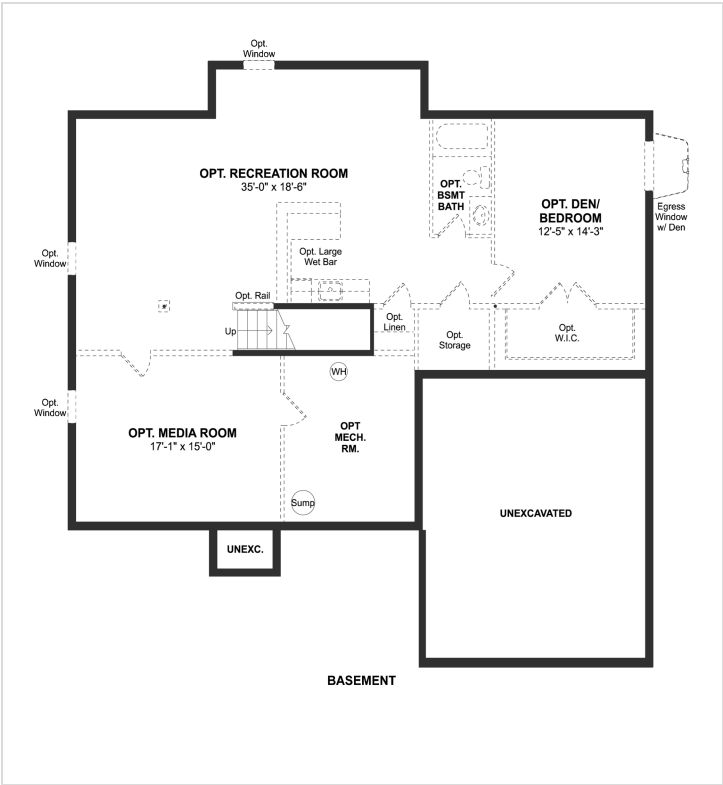 Opt.
Window
OPT. RECREATION ROOM
35'-0" x 18'-6"
OPT.
BSMT
BATH
OPT. DEN/
BEDROOM
12'-5" x 14'-3"
Egress
Window
w/ Den
Opt.
Window
Opt. Large
Wet Bar
Opt. Rail
Up
Opt.
Linen
Opt.
Storage
Opt.
W.I.C.
WH
Opt.
Window
OPT. MEDIA ROOM
17'-1" x 15'-0"
OPT
MECH.
RM.
Sump
UNEXCAVATED
UNEXC.
BASEMENT